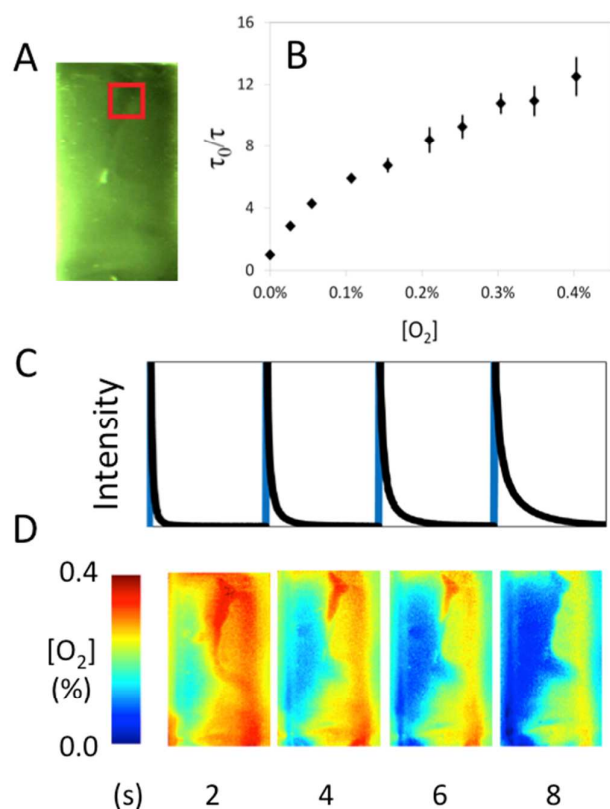 A
B
16
12
8
4
0
τ₀/τ
0.0% 0.1% 0.2% 0.3% 0.4%
[O₂]
C
Intensity
D
0.4
[O₂]
(%)
0.0
(s) 2 4 6 8